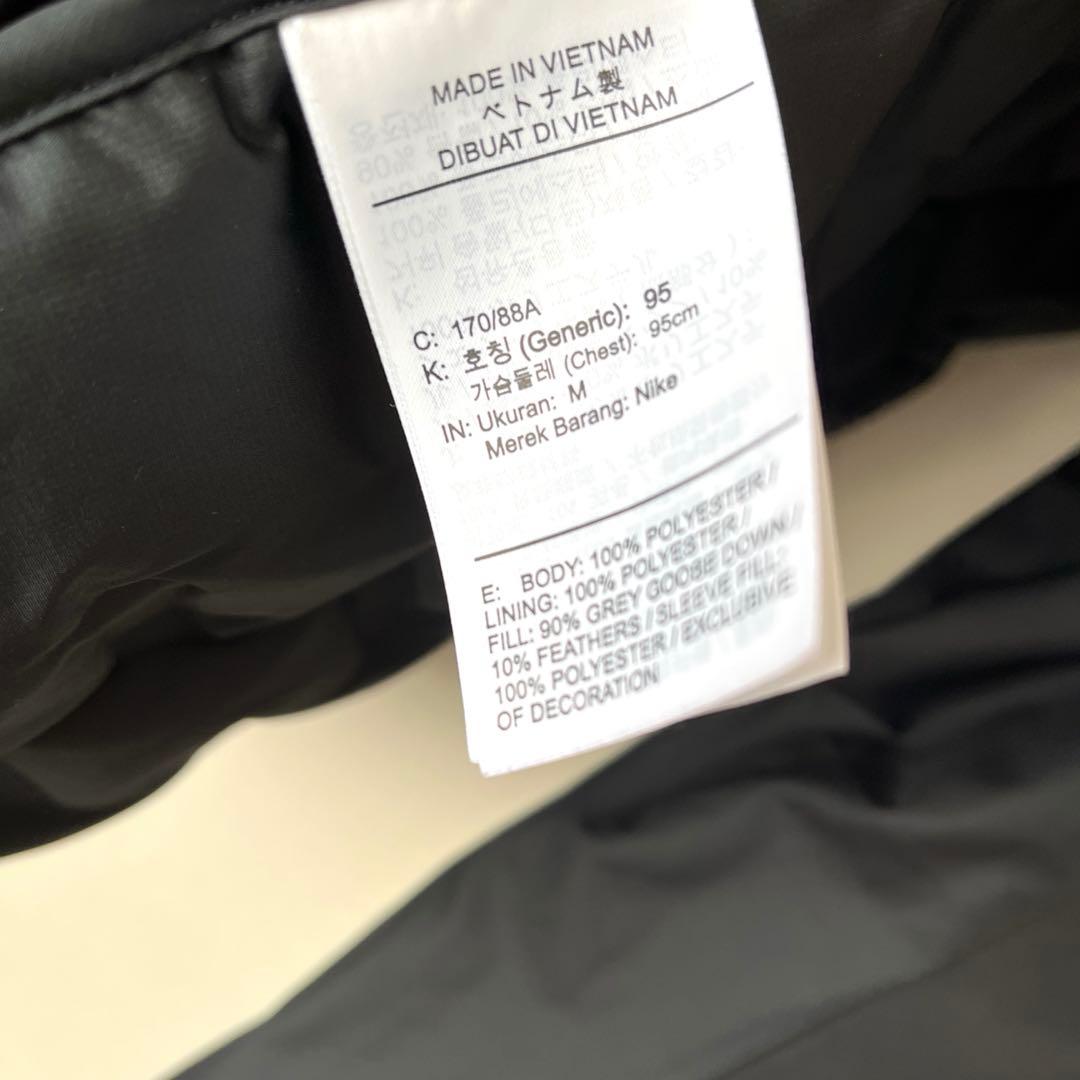 MADE IN VIETNAM
ベトナム製
DIBUAT DI VIETNAM
C: 170/88A
K: 호칭 (Generic): 95
가슴둘레 (Chest): 95cm
IN: Ukuran: M
Merek Barang: Nike
E: BODY: 100% POLYESTER//
LINING: 100% POLYESTER//
FILL: 90% GREY GOOSE DOWN//
10% FEATHERS / SLEEVE FILL:
100% POLYESTER // EXCLUSIVE
OF DECORATION